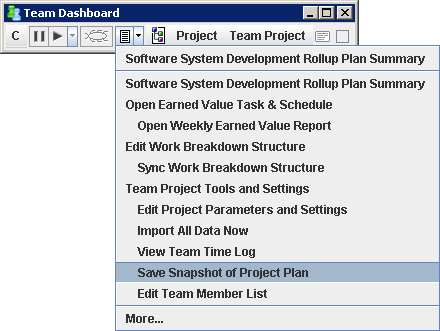 Team Dashboard
C Project Team Project
Software System Development Rollup Plan Summary
Software System Development Rollup Plan Summary
Open Earned Value Task & Schedule
Open Weekly Earned Value Report
Edit Work Breakdown Structure
Sync Work Breakdown Structure
Team Project Tools and Settings
Edit Project Parameters and Settings
Import All Data Now
View Team Time Log
Save Snapshot of Project Plan
Edit Team Member List
More...